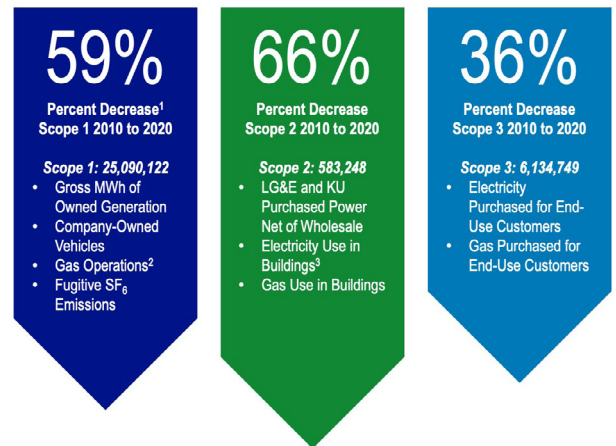 59%
Percent Decrease¹
Scope 1 2010 to 2020
Scope 1: 25,090,122
• Gross MWh of
Owned Generation
• Company-Owned
Vehicles
• Gas Operations²
• Fugitive SF₆
Emissions
66%
Percent Decrease
Scope 2 2010 to 2020
Scope 2: 583,248
• LG&E and KU
Purchased Power
Net of Wholesale
• Electricity Use in
Buildings³
• Gas Use in Buildings
36%
Percent Decrease
Scope 3 2010 to 2020
Scope 3: 6,134,749
• Electricity
Purchased for End-
Use Customers
• Gas Purchased for
End-Use Customers